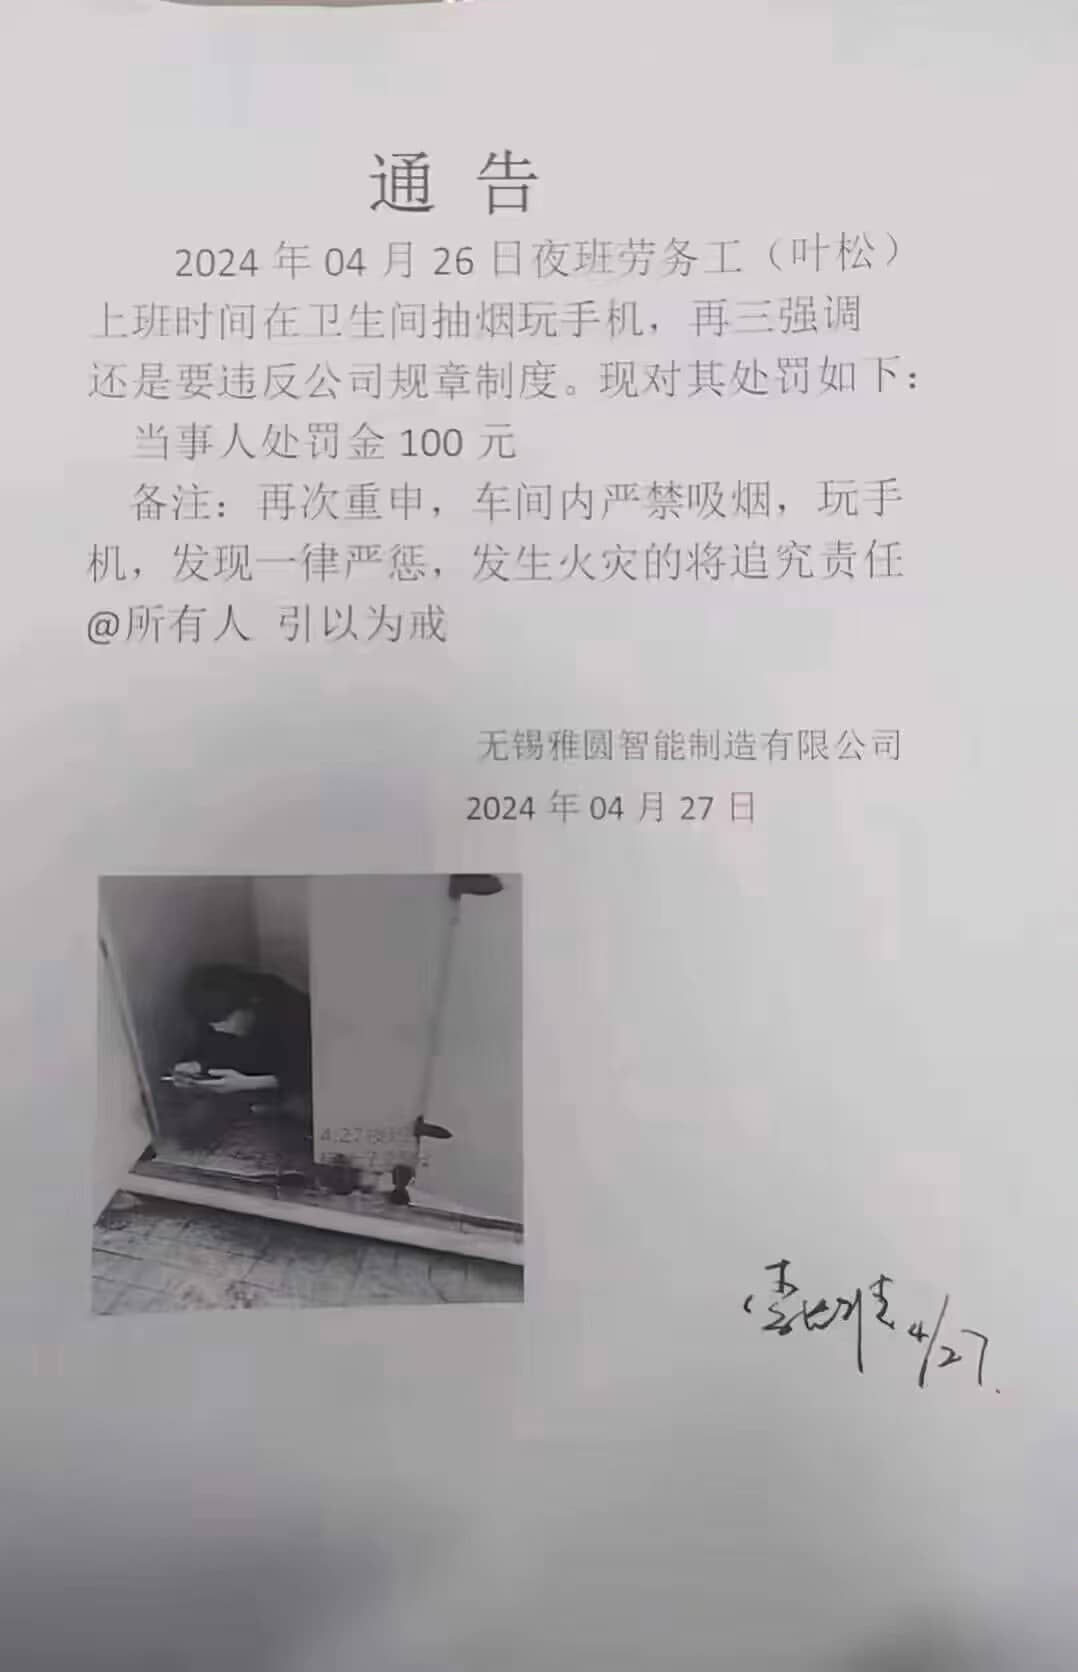 通 告
2024 年 04 月 26 日夜班劳务工（叶松）
上班时间在卫生间抽烟玩手机，再三强调
还是要违反公司规章制度。现对其处罚如下：
当事人处罚金 100 元
备注：再次重申，车间内严禁吸烟，玩手
机，发现一律严惩，发生火灾的将追究责任
@所有人 引以为戒
无锡雅圆智能制造有限公司
2024 年 04 月 27 日
4.27
4/27